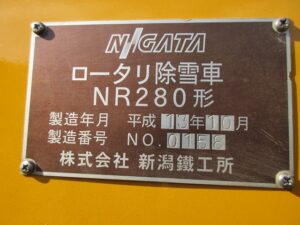 NIIGATA
ロータリ除雪車
NR280形
製造年月 平成13年10月
製造番号 NO.0158
株式会社 新潟鐵工所